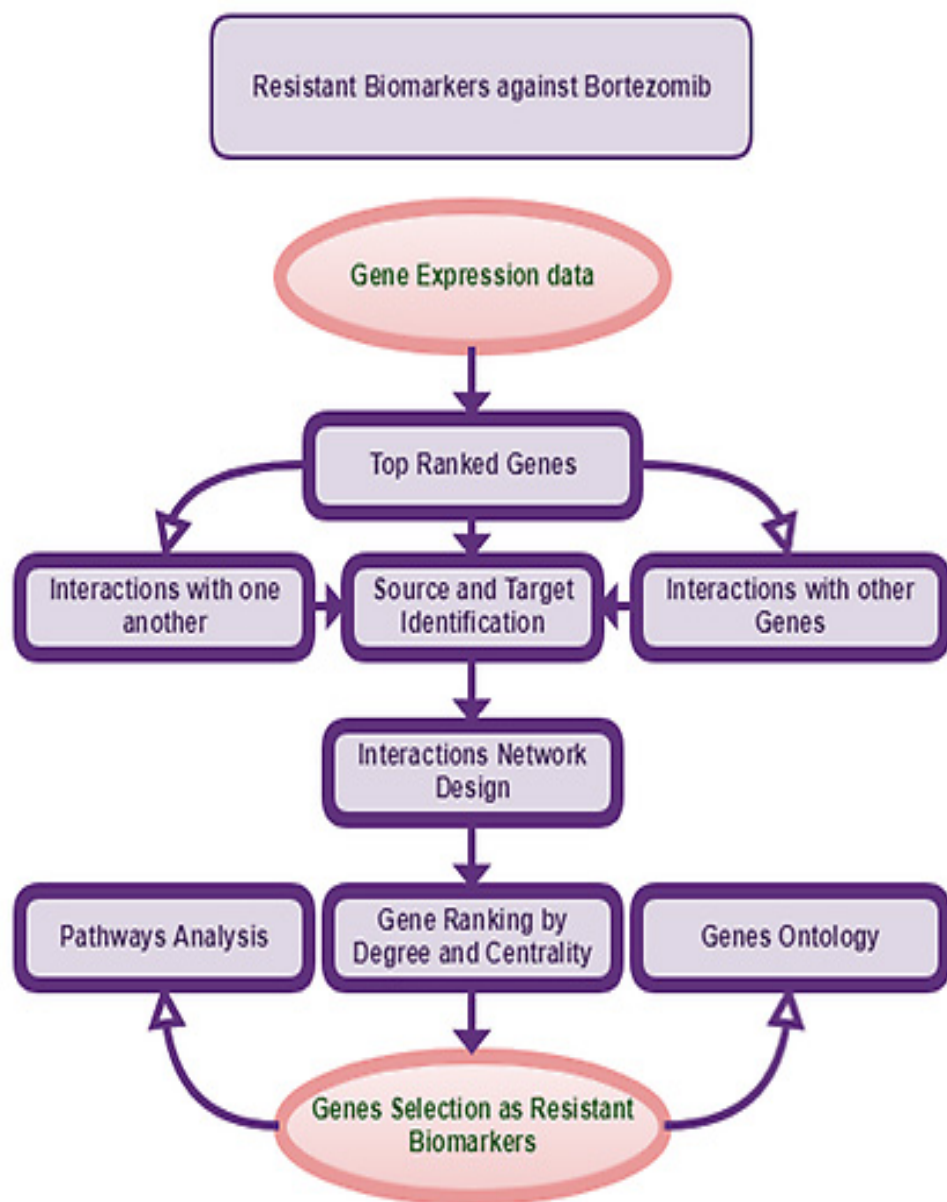 Resistant Biomarkers against Bortezomib
Gene Expression data
Top Ranked Genes
Interactions with one
another
Source and Target
Identification
Interactions with other
Genes
Interactions Network
Design
Pathways Analysis
Gene Ranking by
Degree and Centrality
Genes Ontology
Genes Selection as Resistant
Biomarkers